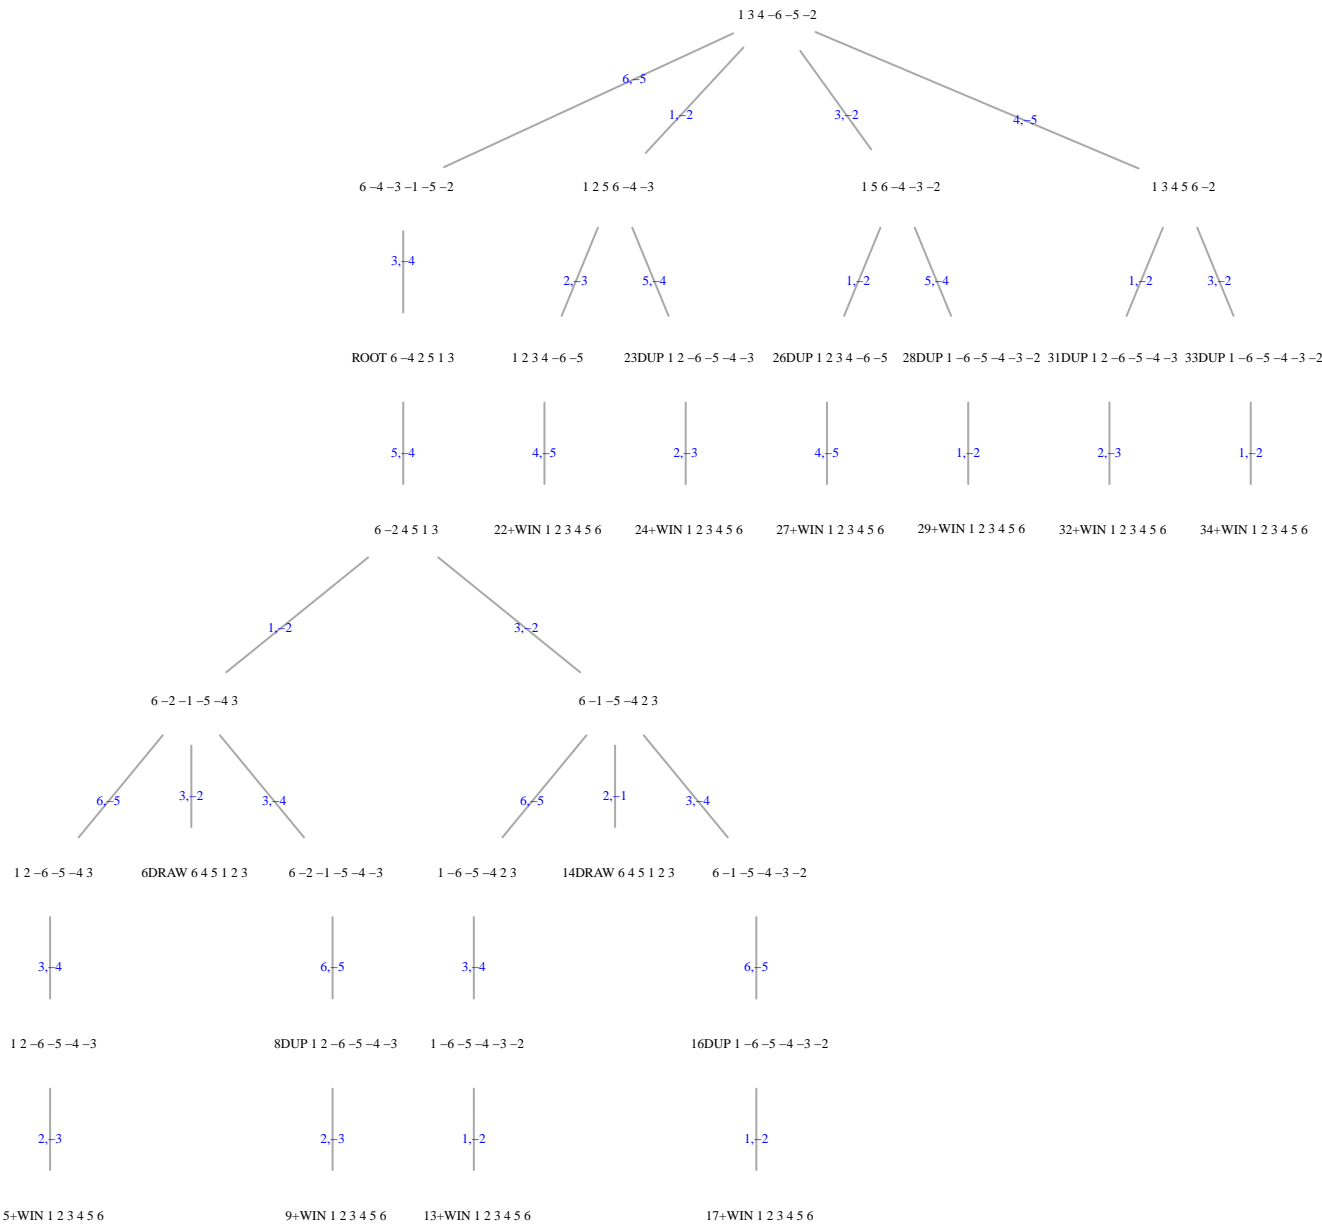 1 3 4 –6 –5 –2
6,–5
1,–2
3,–2
4,–5
6 –4 –3 –1 –5 –2
1 2 5 6 –4 –3
1 5 6 –4 –3 –2
1 3 4 5 6 –2
3,–4
2,–3
5,–4
1,–2
5,–4
1,–2
3,–2
ROOT 6 –4 2 5 1 3
1 2 3 4 –6 –5
23DUP 1 2 –6 –5 –4 –3
26DUP 1 2 3 4 –6 –5
28DUP 1 –6 –5 –4 –3 –2
31DUP 1 2 –6 –5 –4 –3
33DUP 1 –6 –5 –4 –3 –2
5,–4
4,–5
2,–3
4,–5
1,–2
2,–3
1,–2
6 –2 4 5 1 3
22+WIN 1 2 3 4 5 6
24+WIN 1 2 3 4 5 6
27+WIN 1 2 3 4 5 6
29+WIN 1 2 3 4 5 6
32+WIN 1 2 3 4 5 6
34+WIN 1 2 3 4 5 6
1,–2
3,–2
6 –2 –1 –5 –4 3
6 –1 –5 –4 2 3
6,–5
3,–2
3,–4
6,–5
2,–1
3,–4
1 2 –6 –5 –4 3
6DRAW 6 4 5 1 2 3
6 –2 –1 –5 –4 –3
1 –6 –5 –4 2 3
14DRAW 6 4 5 1 2 3
6 –1 –5 –4 –3 –2
3,–4
6,–5
3,–4
6,–5
1 2 –6 –5 –4 –3
8DUP 1 2 –6 –5 –4 –3
1 –6 –5 –4 –3 –2
16DUP 1 –6 –5 –4 –3 –2
2,–3
2,–3
1,–2
1,–2
5+WIN 1 2 3 4 5 6
9+WIN 1 2 3 4 5 6
13+WIN 1 2 3 4 5 6
17+WIN 1 2 3 4 5 6